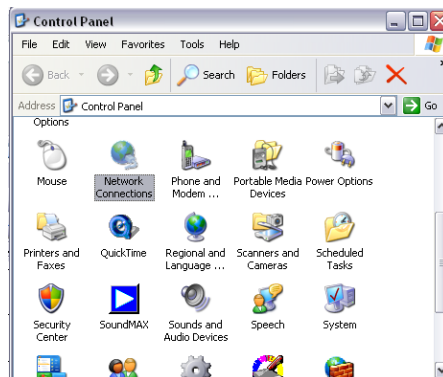 Control Panel
File Edit View Favorites Tools Help
Back Search Folders
Address Control Panel Go
Options
Mouse Network Connections Phone and Modem ... Portable Media Devices Power Options
Printers and Faxes QuickTime Regional and Language ... Scanners and Cameras Scheduled Tasks
Security Center SoundMAX Sounds and Audio Devices Speech System